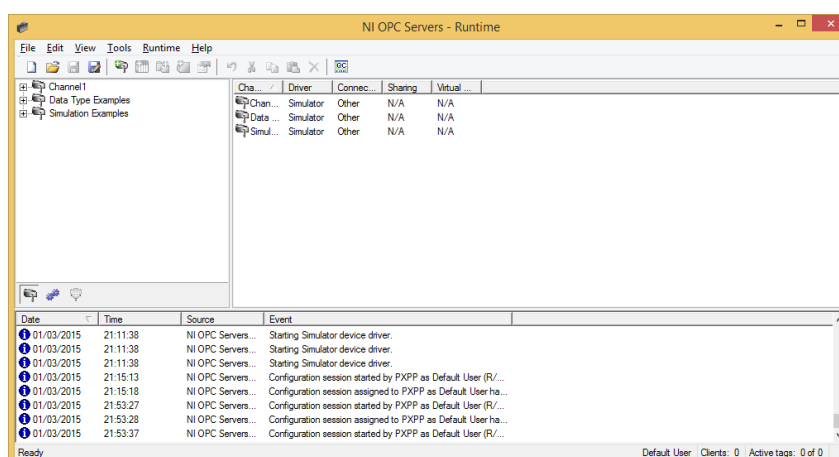 NI OPC Servers - Runtime
File Edit View Tools Runtime Help
Channel1
Data Type Examples
Simulation Examples
Cha... Driver Connec... Sharing Virtual ...
Chan... Simulator Other N/A N/A
Data ... Simulator Other N/A N/A
Simul... Simulator Other N/A N/A
Date Time Source Event
01/03/2015 21:11:38 NI OPC Servers... Starting Simulator device driver.
01/03/2015 21:11:38 NI OPC Servers... Starting Simulator device driver.
01/03/2015 21:11:38 NI OPC Servers... Starting Simulator device driver.
01/03/2015 21:15:13 NI OPC Servers... Configuration session started by PXPP as Default User (R/...
01/03/2015 21:15:18 NI OPC Servers... Configuration session assigned to PXPP as Default User ha...
01/03/2015 21:53:27 NI OPC Servers... Configuration session started by PXPP as Default User (R/...
01/03/2015 21:53:28 NI OPC Servers... Configuration session assigned to PXPP as Default User ha...
01/03/2015 21:53:37 NI OPC Servers... Configuration session started by PXPP as Default User (R/...
Ready Default User Clients: 0 Active tags: 0 of 0